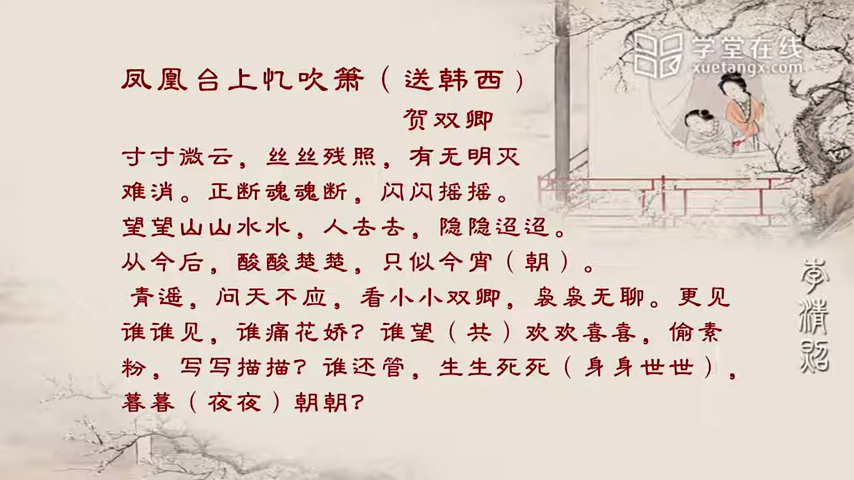 学堂在线
xuetangx.com
凤凰台上忆吹箫（送韩西）
贺双卿
寸寸微云，丝丝残照，有无明灭
难消。正断魂魂断，闪闪摇摇。
望望山山水水，人去去，隐隐迢迢。
从今后，酸酸楚楚，只似今宵（朝）。
青遥，问天不应，看小小双卿，袅袅无聊。更见
谁谁见，谁痛花娇？谁望（共）欢欢喜喜，偷素
粉，写写描描？谁还管，生生死死（身身世世），
暮暮（夜夜）朝朝？
李清照